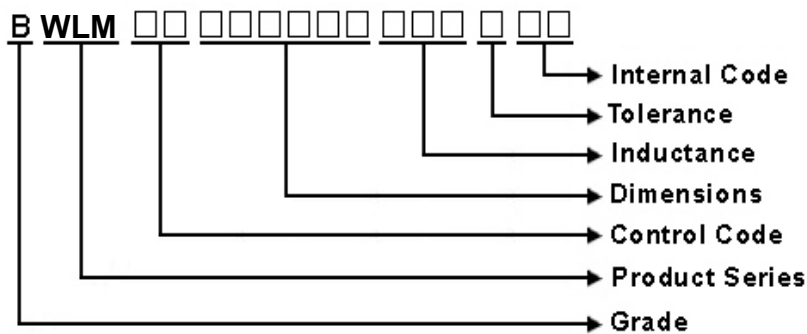 B WLM □□ □□□□□□ □□□ □ □□
Internal Code
Tolerance
Inductance
Dimensions
Control Code
Product Series
Grade